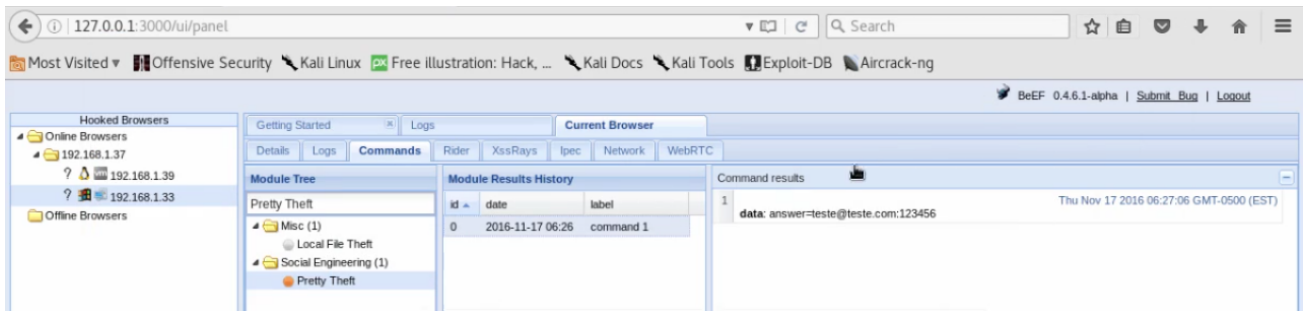 127.0.0.1:3000/ui/panel
Search
Most Visited
Offensive Security
Kali Linux
Free illustration: Hack, ...
Kali Docs
Kali Tools
Exploit-DB
Aircrack-ng
BeEF 0.4.6.1-alpha | Submit Bug | Logout
Hooked Browsers
Online Browsers
192.168.1.37
? 192.168.1.39
? 192.168.1.33
Offline Browsers
Getting Started
Logs
Current Browser
Details
Logs
Commands
Rider
XssRays
Ipec
Network
WebRTC
Module Tree
Pretty Theft
Misc (1)
Local File Theft
Social Engineering (1)
Pretty Theft
Module Results History
id date label
0 2016-11-17 06:26 command 1
Command results
1 Thu Nov 17 2016 06:27:06 GMT-0500 (EST)
data: answer=teste@teste.com:123456